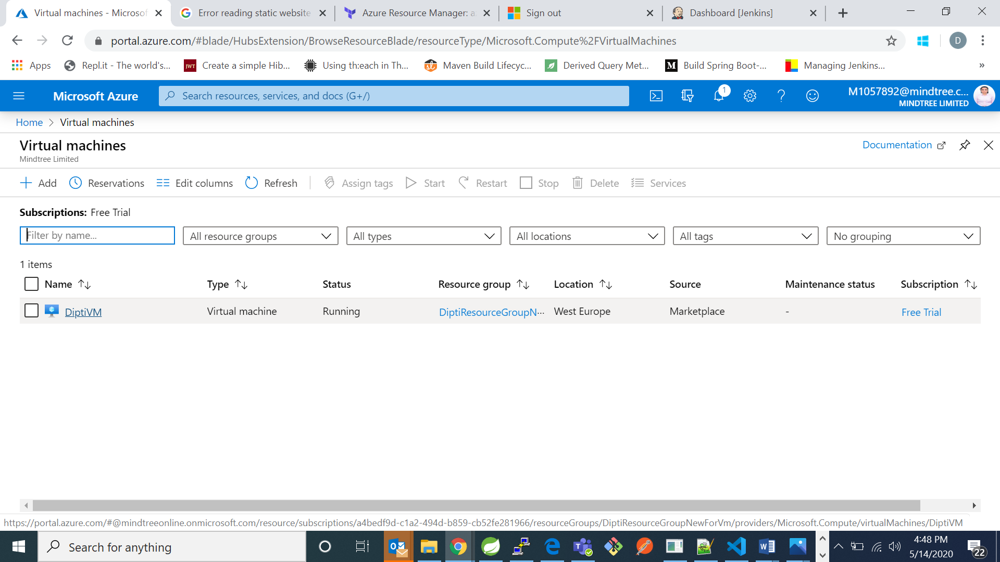 Virtual machines - Microsof
Error reading static website
Azure Resource Manager: a
Sign out
Dashboard [Jenkins]
portal.azure.com/#blade/HubsExtension/BrowseResourceBlade/resourceType/Microsoft.Compute%2FVirtualMachines
D
Apps
Repl.it - The world's...
JWT
Create a simple Hib...
Using th:each in Th...
Maven Build Lifecyc...
Derived Query Met...
M
Build Spring Boot-...
Managing Jenkins...
»
Microsoft Azure
Search resources, services, and docs (G+/)
1
M1057892@mindtree.c...
MINDTREE LIMITED
Home > Virtual machines
Virtual machines
Mindtree Limited
Documentation
Add
Reservations
Edit columns
Refresh
Assign tags
Start
Restart
Stop
Delete
Services
Subscriptions: Free Trial
Filter by name...
All resource groups
All types
All locations
All tags
No grouping
1 items
Name Type Status Resource group Location Source Maintenance status Subscription
DiptiVM Virtual machine Running DiptiResourceGroupN··· West Europe Marketplace - Free Trial
https://portal.azure.com/#@mindtreeonline.onmicrosoft.com/resource/subscriptions/a4bedf9d-c1a2-494d-b859-cb52fe281966/resourceGroups/DiptiResourceGroupNewForVm/providers/Microsoft.Compute/virtualMachines/DiptiVM
Search for anything
4:48 PM
5/14/2020
22